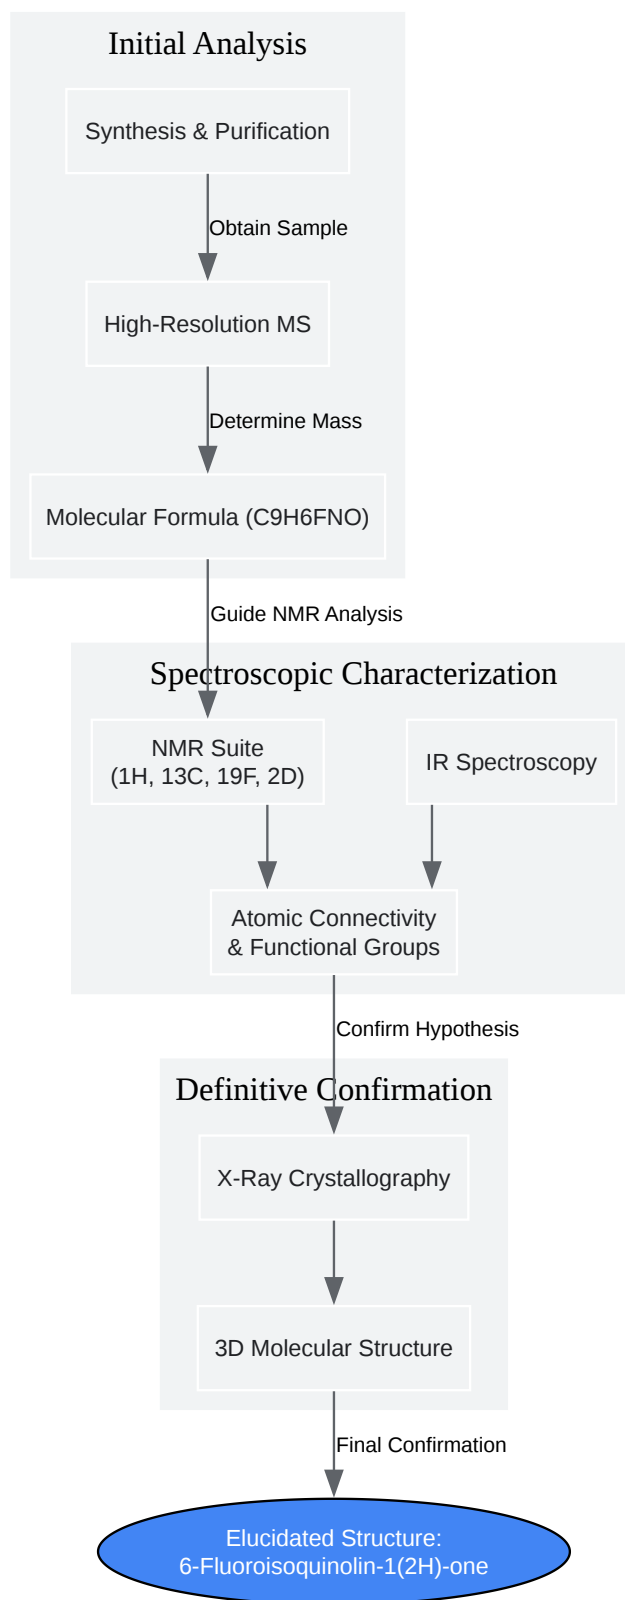 Initial Analysis
Synthesis & Purification
Obtain Sample
High-Resolution MS
Determine Mass
Molecular Formula (C9H6FNO)
Guide NMR Analysis
Spectroscopic Characterization
NMR Suite
(1H, 13C, 19F, 2D)
IR Spectroscopy
Atomic Connectivity
& Functional Groups
Confirm Hypothesis
Definitive Confirmation
X-Ray Crystallography
3D Molecular Structure
Final Confirmation
Elucidated Structure:
6-Fluoroisoquinolin-1(2H)-one